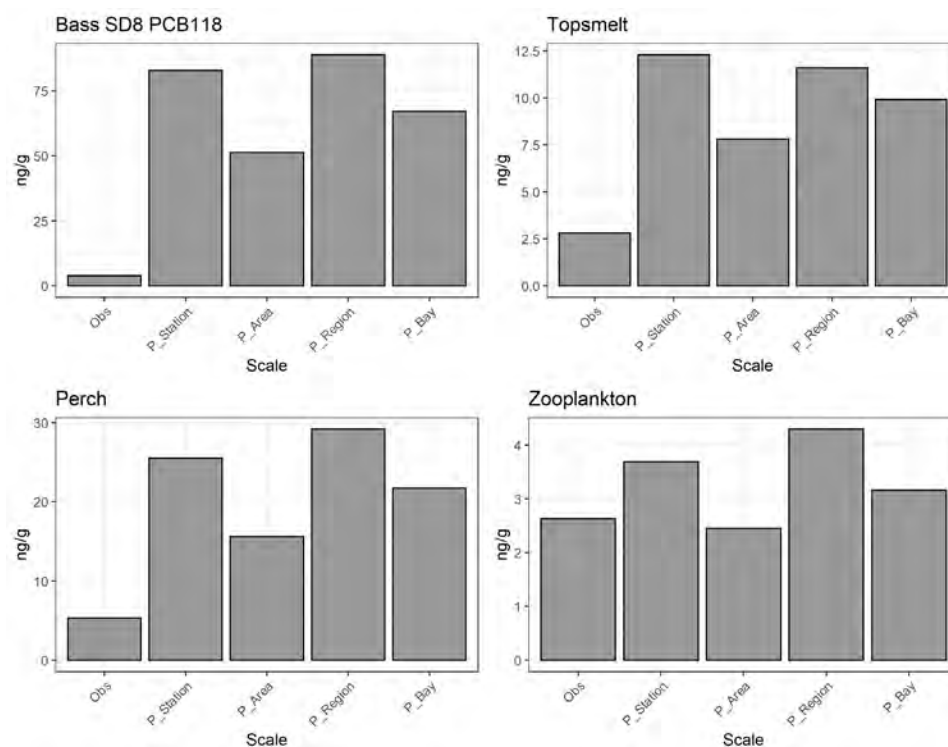 Bass SD8 PCB118
75
50
25
0
ng/g
Obs
P_Station
P_Area
P_Region
P_Bay
Scale
Topsmelt
12.5
10.0
7.5
5.0
2.5
0.0
ng/g
Obs
P_Station
P_Area
P_Region
P_Bay
Scale
Perch
30
20
10
0
ng/g
Obs
P_Station
P_Area
P_Region
P_Bay
Scale
Zooplankton
4
3
2
1
0
ng/g
Obs
P_Station
P_Area
P_Region
P_Bay
Scale